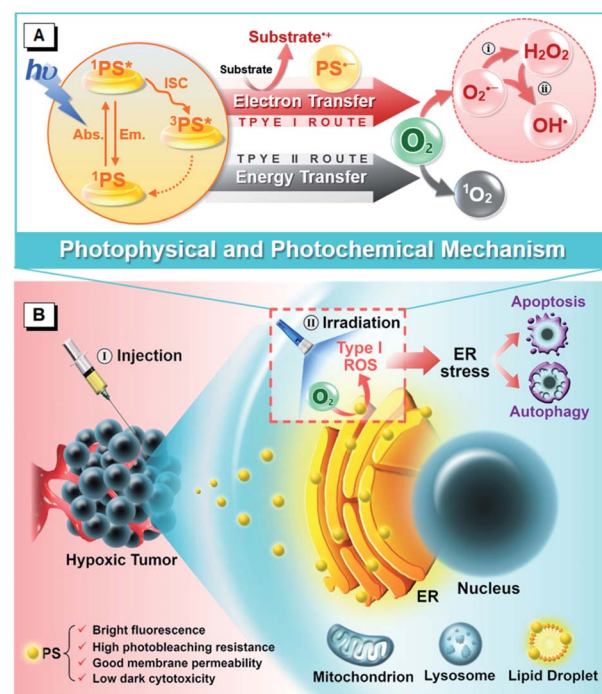 A
hυ
¹PS*
ISC
³PS*
Abs.
Em.
¹PS
Substrate•+
Substrate
PS•−
Electron Transfer
TPYE I ROUTE
TPYE II ROUTE
Energy Transfer
O₂
O₂•−
i
H₂O₂
ii
OH•
¹O₂
Photophysical and Photochemical Mechanism
B
I Injection
Hypoxic Tumor
II Irradiation
Type I
ROS
O₂
ER
stress
Apoptosis
Autophagy
ER
Nucleus
PS
✓ Bright fluorescence
✓ High photobleaching resistance
✓ Good membrane permeability
✓ Low dark cytotoxicity
Mitochondrion
Lysosome
Lipid Droplet